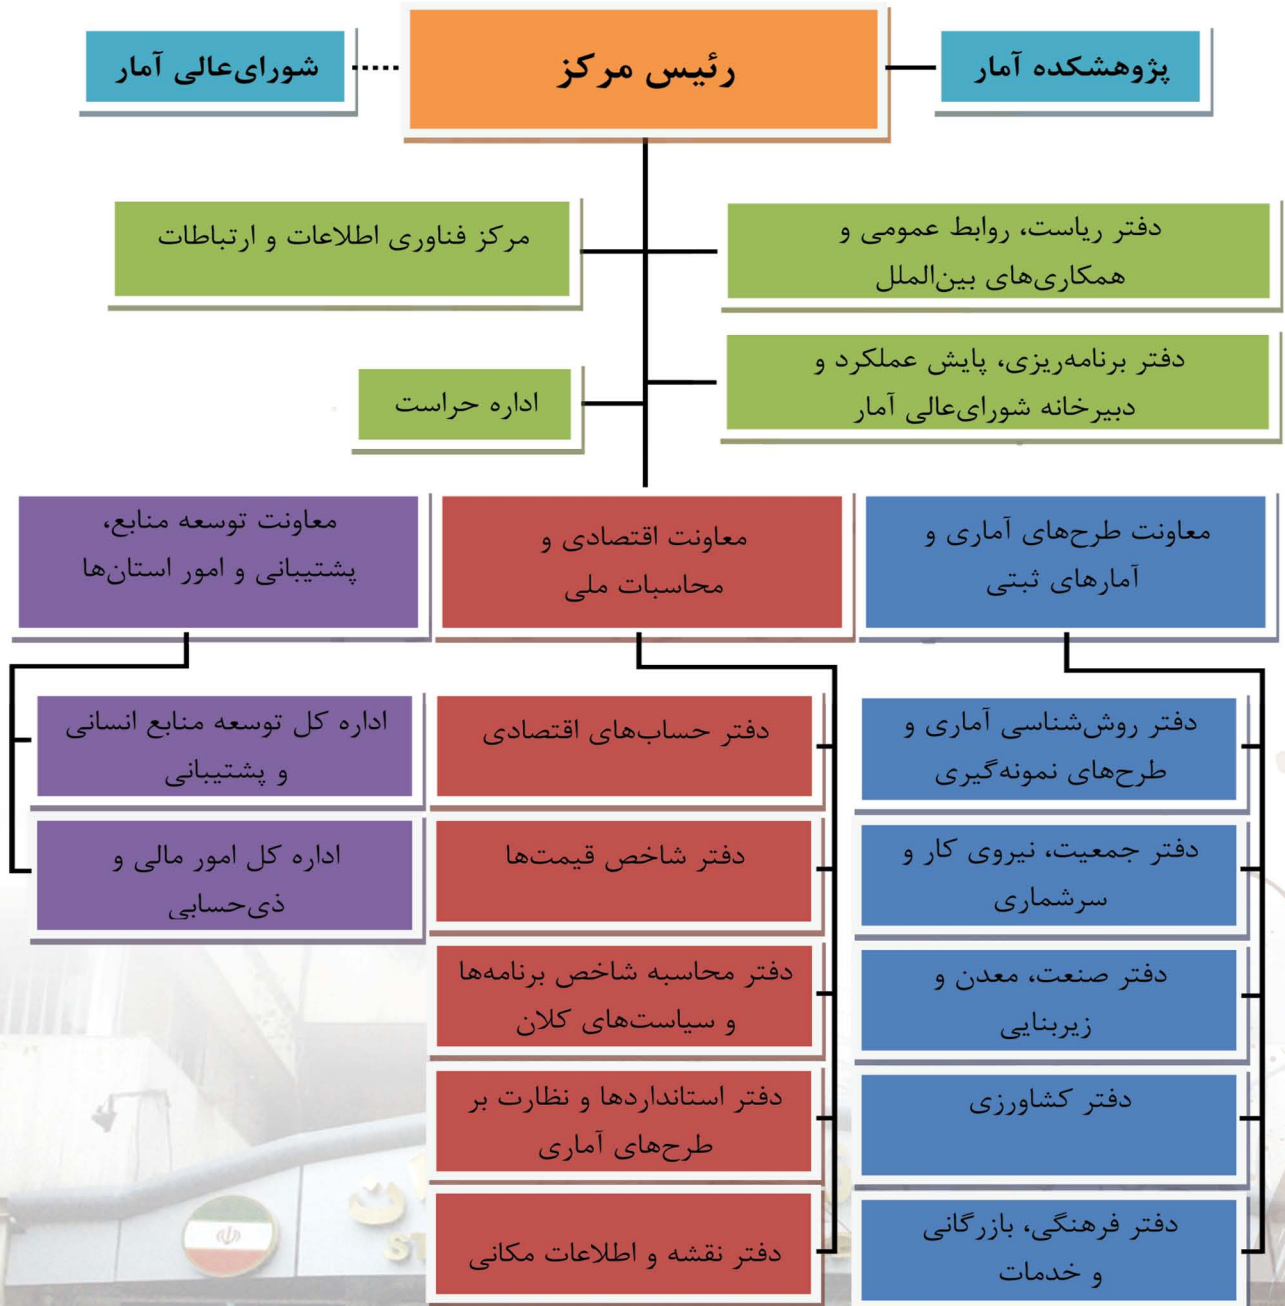 پژوهشکده آمار
رئیس مرکز
شورای‌عالی آمار
دفتر ریاست، روابط عمومی و
همکاری‌های بین‌الملل
مرکز فناوری اطلاعات و ارتباطات
دفتر برنامه‌ریزی، پایش عملکرد و
دبیرخانه شورای‌عالی آمار
اداره حراست
معاونت طرح‌های آماری و
آمارهای ثبتی
معاونت اقتصادی و
محاسبات ملی
معاونت توسعه منابع،
پشتیبانی و امور استان‌ها
دفتر روش‌شناسی آماری و
طرح‌های نمونه‌گیری
دفتر جمعیت، نیروی کار و
سرشماری
دفتر صنعت، معدن و
زیربنایی
دفتر کشاورزی
دفتر فرهنگی، بازرگانی
و خدمات
دفتر حساب‌های اقتصادی
دفتر شاخص قیمت‌ها
دفتر محاسبه شاخص برنامه‌ها
و سیاست‌های کلان
دفتر استانداردها و نظارت بر
طرح‌های آماری
دفتر نقشه و اطلاعات مکانی
اداره کل توسعه منابع انسانی
و پشتیبانی
اداره کل امور مالی و
ذی‌حسابی